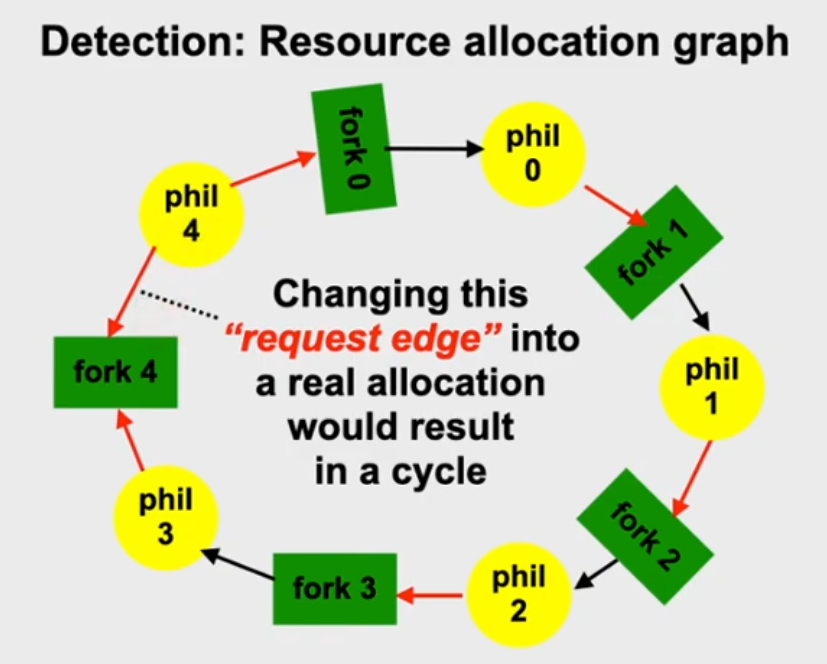 Detection: Resource allocation graph
fork 0
phil
0
phil
4
fork 1
Changing this
“request edge” into
a real allocation
would result
in a cycle
fork 4
phil
1
phil
3
fork 2
fork 3
phil
2